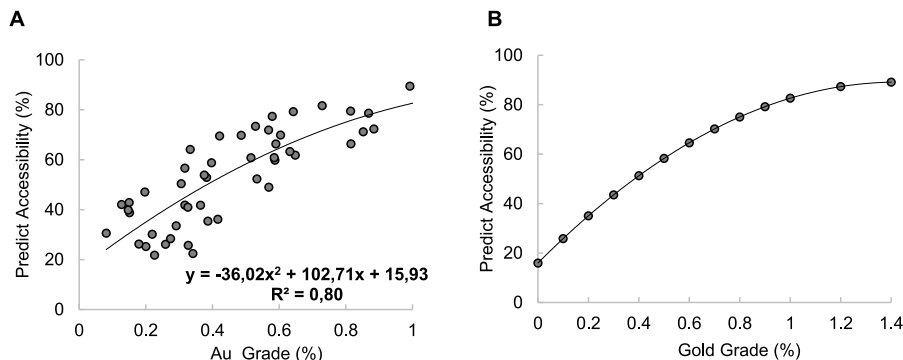 A
Predict Accessibility (%)
100
80
60
40
20
0
y = -36,02x² + 102,71x + 15,93
R² = 0,80
0 0.2 0.4 0.6 0.8 1
Au Grade (%)
B
Predict Accessibility (%)
100
80
60
40
20
0
0 0.2 0.4 0.6 0.8 1 1.2 1.4
Gold Grade (%)